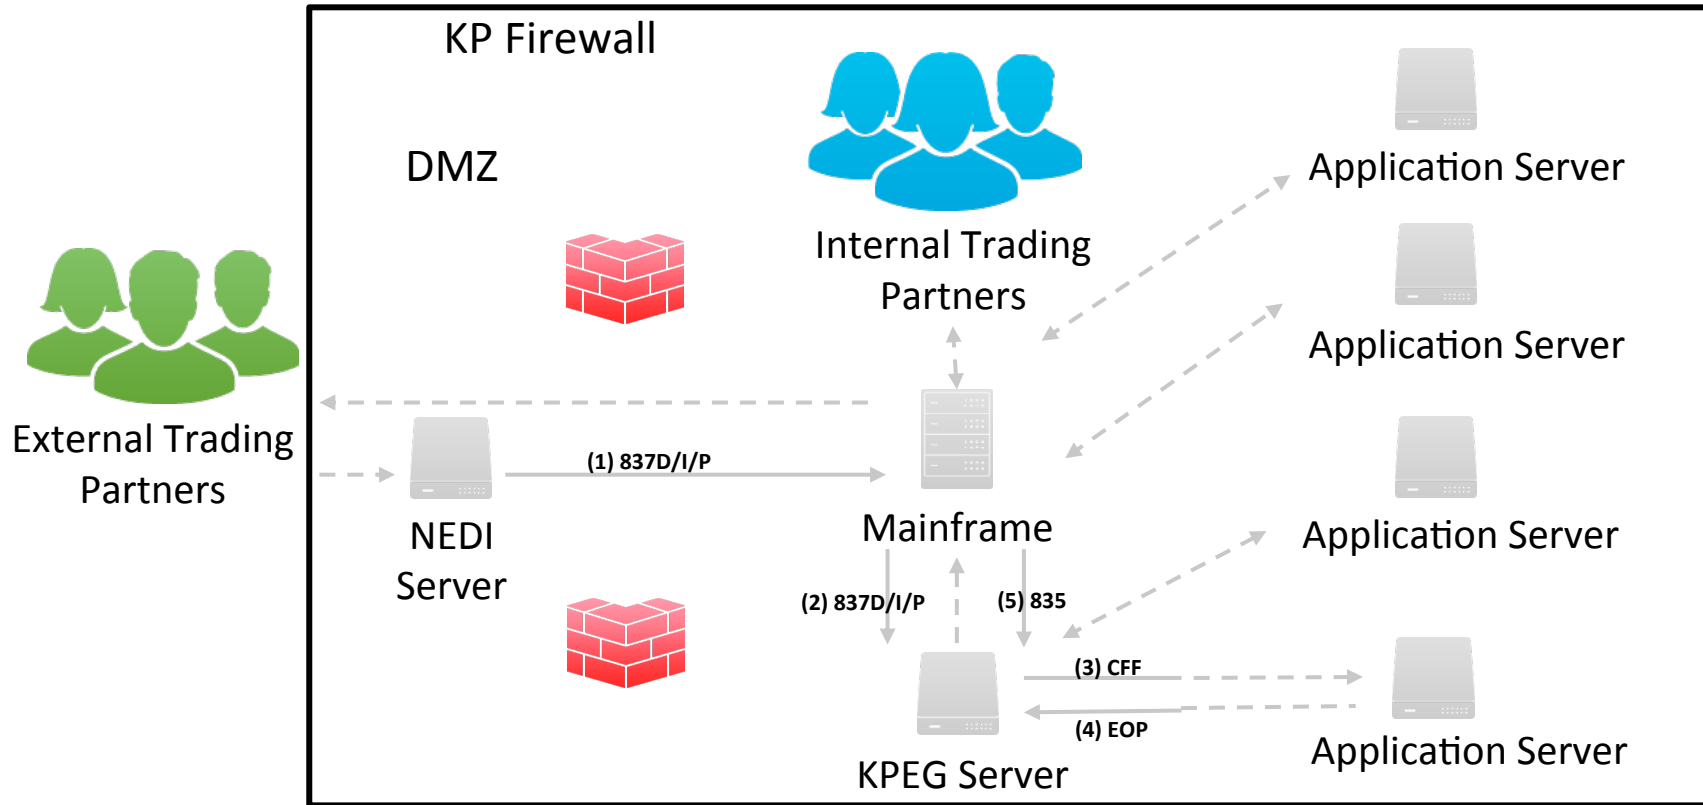 KP Firewall
DMZ
Internal Trading
Partners
External Trading
Partners
NEDI
Server
(1) 837D/I/P
Mainframe
(2) 837D/I/P
(5) 835
KPEG Server
(3) CFF
(4) EOP
Application Server
Application Server
Application Server
Application Server